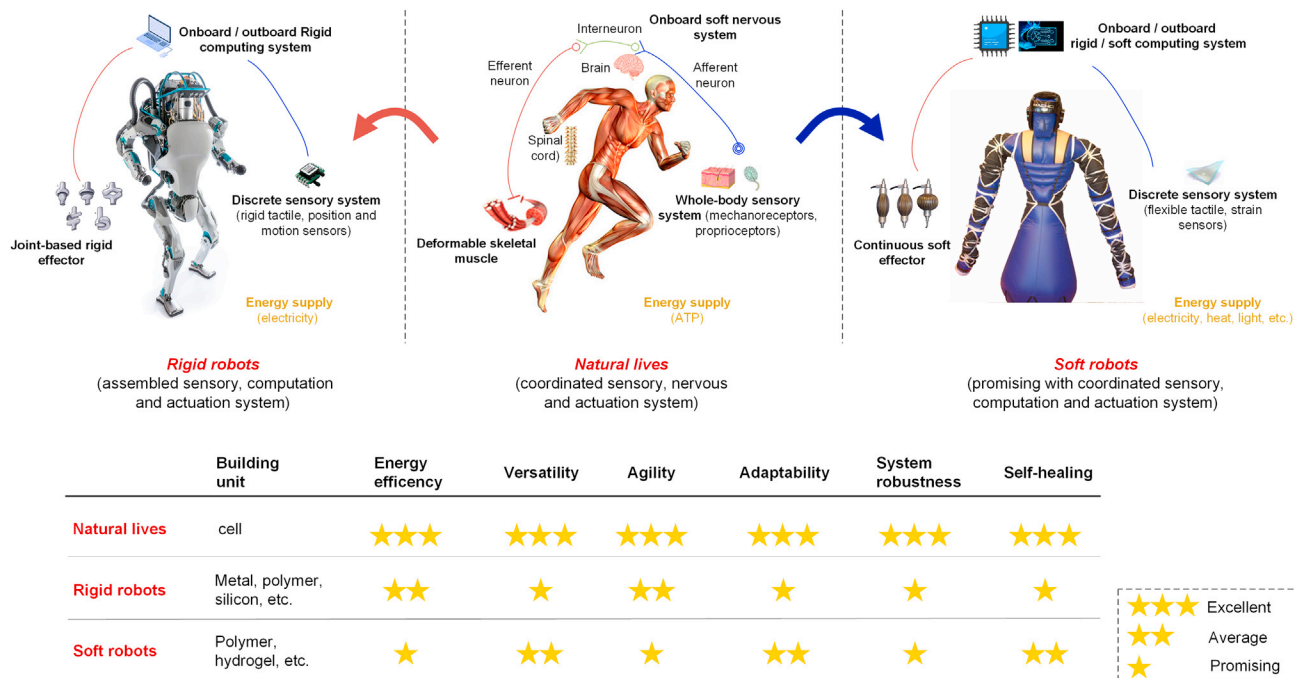 Onboard / outboard Rigid
computing system
Joint-based rigid
effector
Discrete sensory system
(rigid tactile, position and
motion sensors)
Energy supply
(electricity)
Rigid robots
(assembled sensory, computation
and actuation system)
Interneuron
Onboard soft nervous
system
Efferent
neuron
Brain
Afferent
neuron
Spinal
cord)
Deformable skeletal
muscle
Whole-body sensory
system (mechanoreceptors,
proprioceptors)
Energy supply
(ATP)
Natural lives
(coordinated sensory, nervous
and actuation system)
Onboard / outboard
rigid / soft computing system
Continuous soft
effector
Discrete sensory system
(flexible tactile, strain
sensors)
Energy supply
(electricity, heat, light, etc.)
Soft robots
(promising with coordinated sensory,
computation and actuation system)
Building
unit
Energy
efficency
Versatility
Agility
Adaptability
System
robustness
Self-healing
Natural lives
cell
Rigid robots
Metal, polymer,
silicon, etc.
Soft robots
Polymer,
hydrogel, etc.
Excellent
Average
Promising